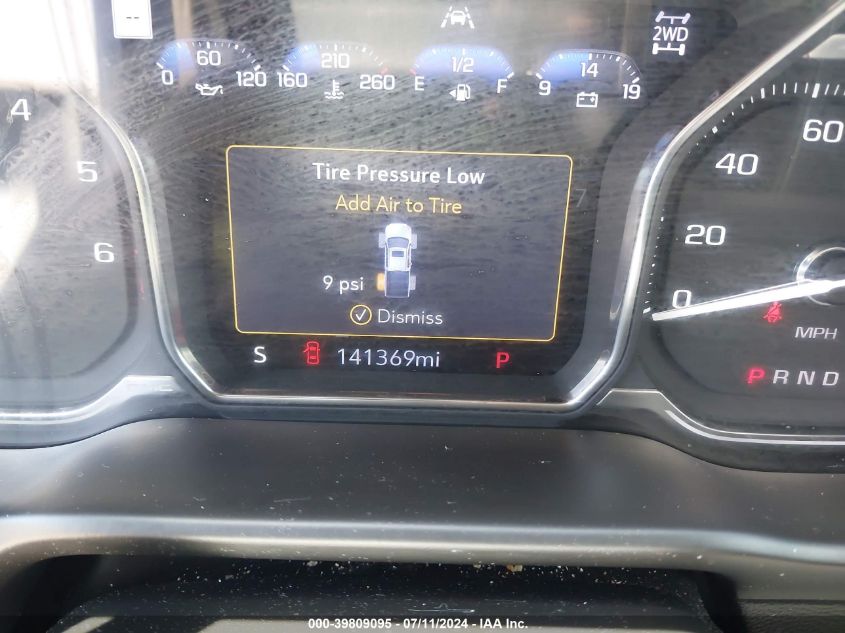 --
2WD
0 60 120
160 210 260
E 1/2 F
9 14 19
4
5
6
Tire Pressure Low
Add Air to Tire
9 psi
Dismiss
S 141369mi P
7
60
40
20
0
MPH
P R N D
000-39809095 - 07/11/2024 - IAA Inc.